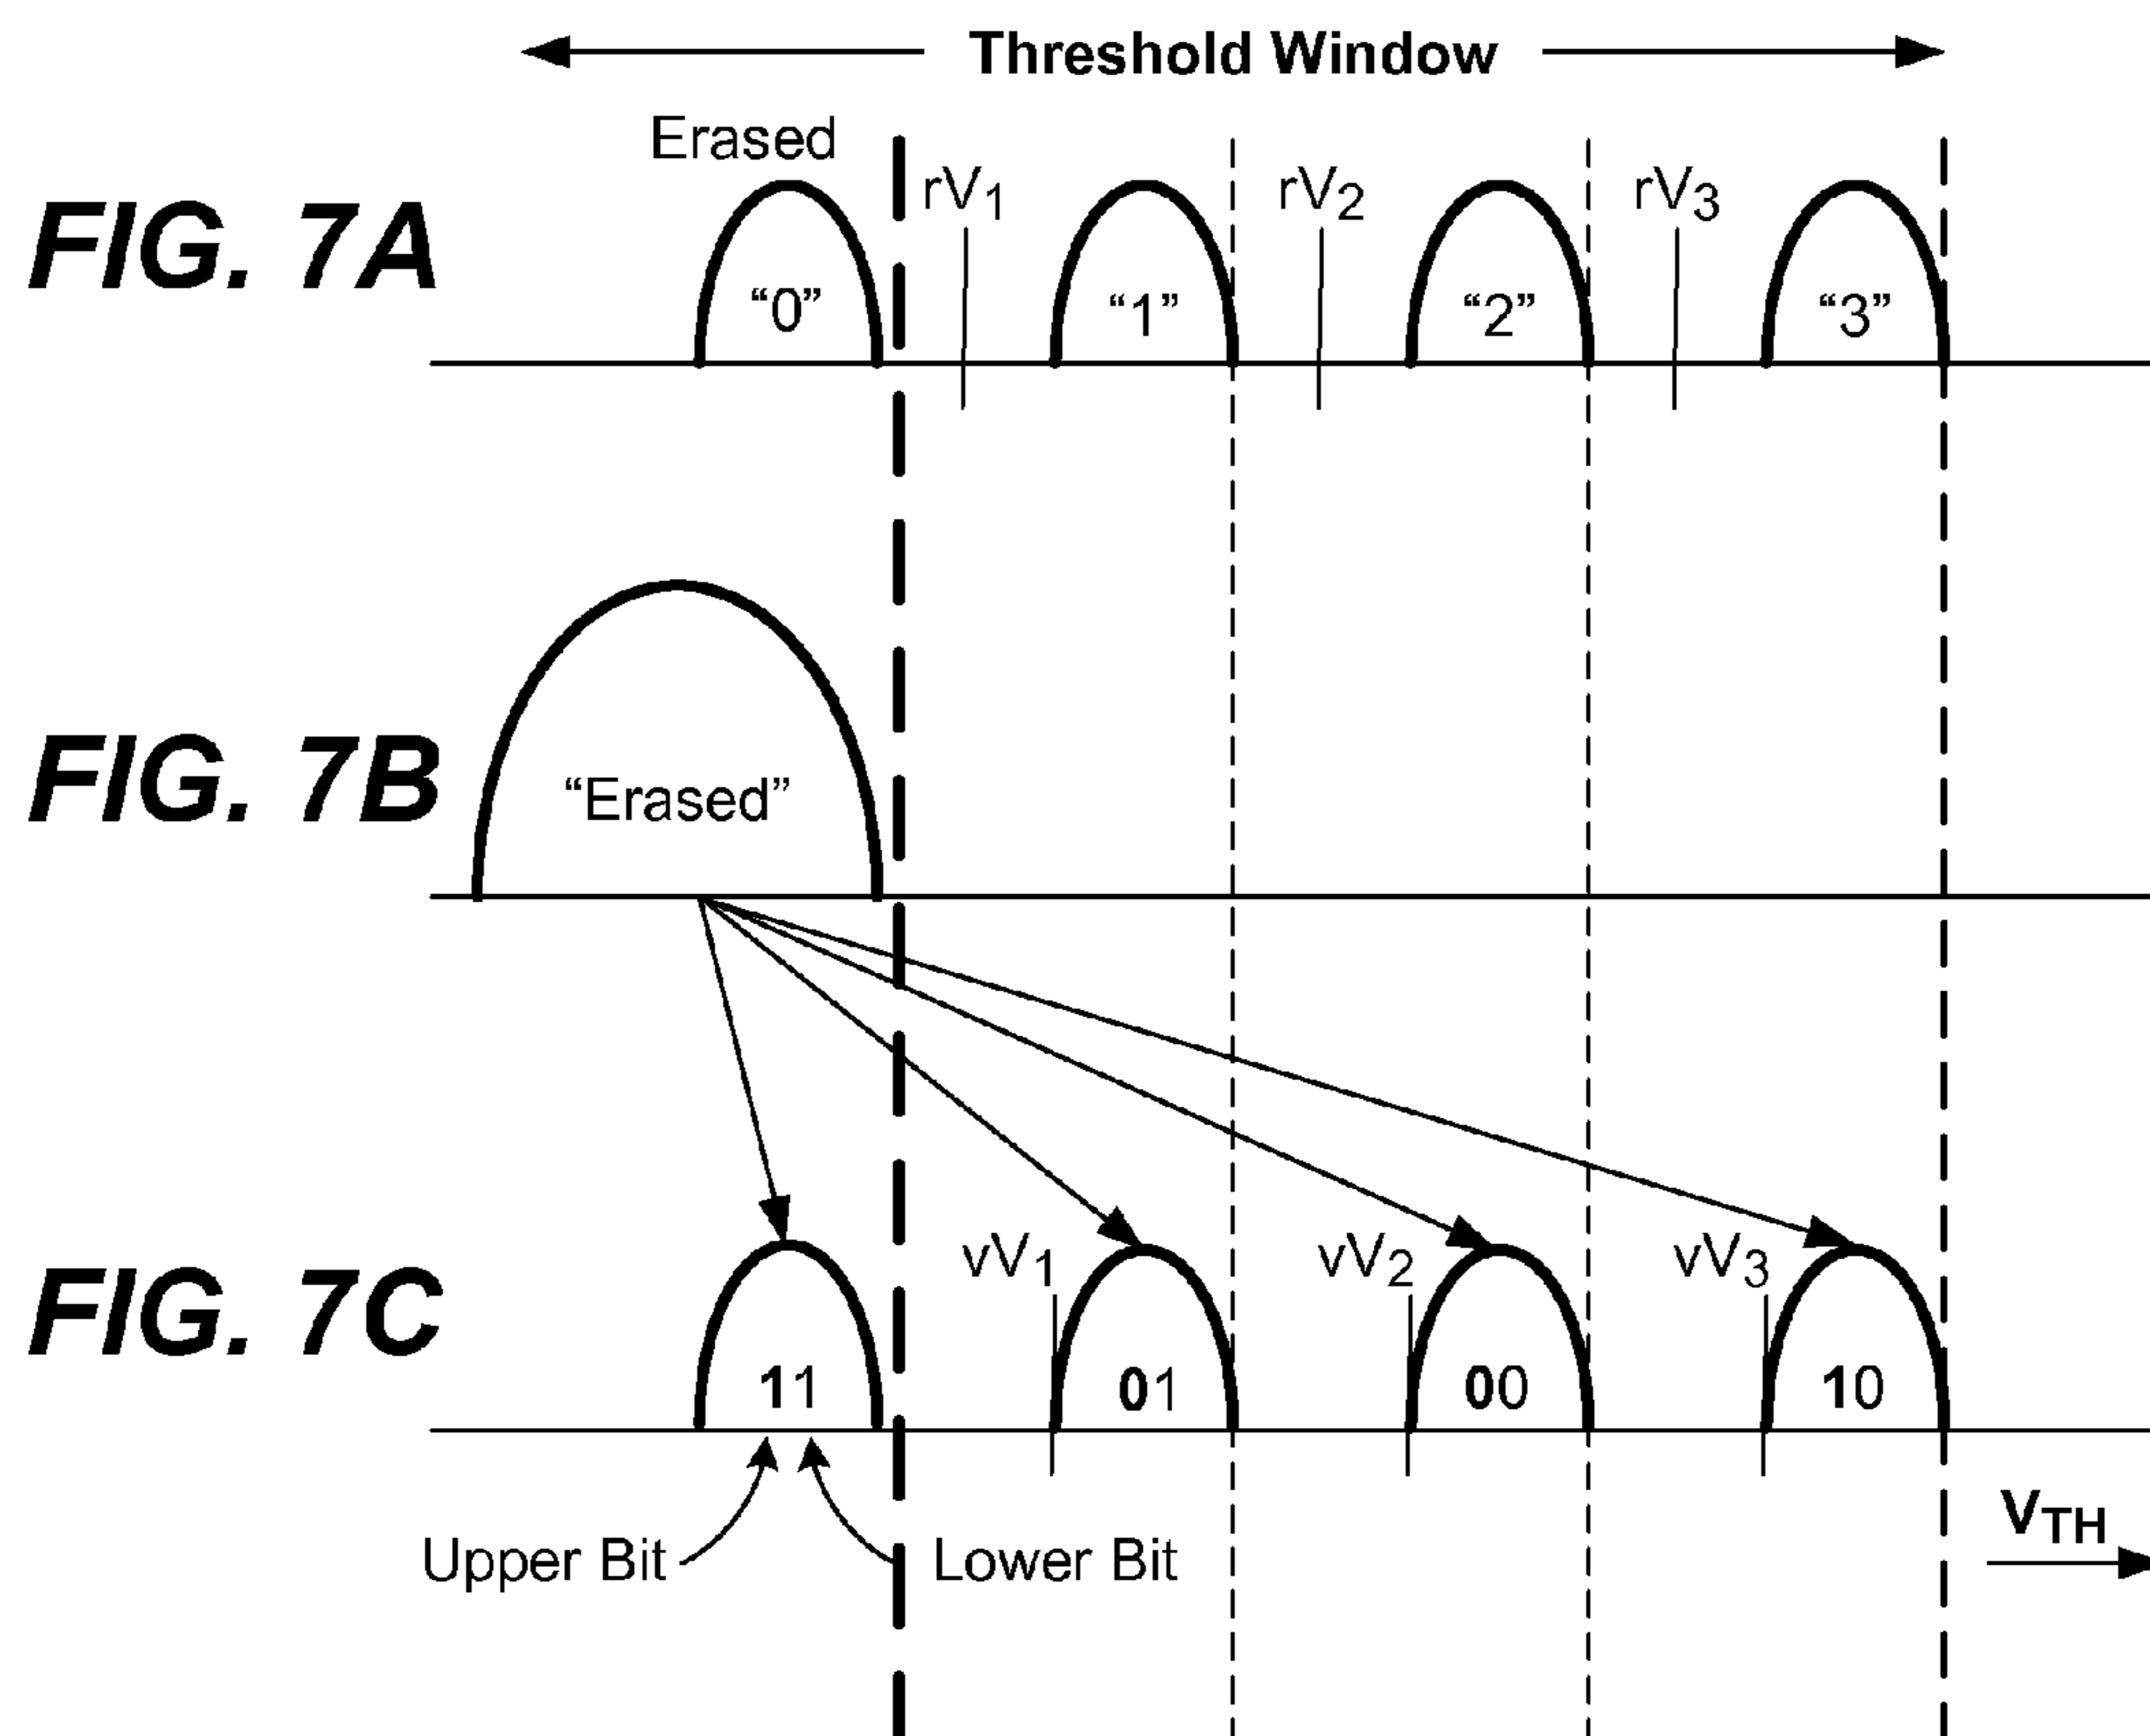 Threshold Window
Erased
rV1
rV2
rV3
FIG. 7A
“0”
“1”
“2”
“3”
FIG. 7B
“Erased”
vV1
vV2
vV3
FIG. 7C
11
01
00
10
VTH
Upper Bit
Lower Bit